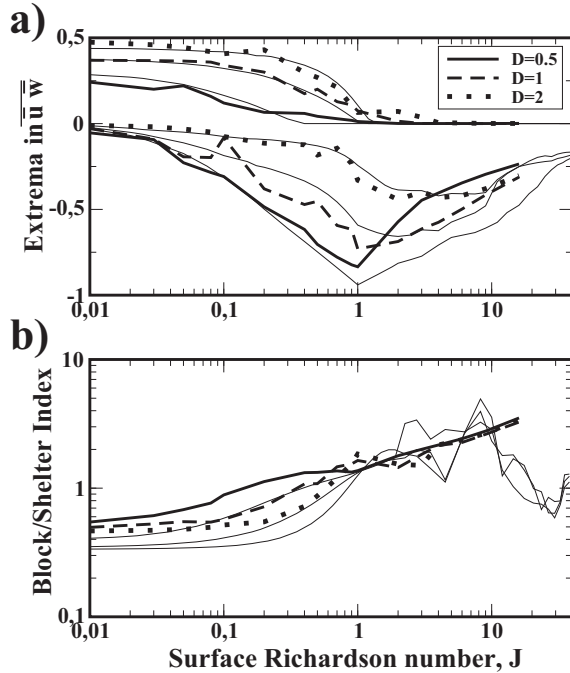 a)
Extrema in u w
0,5
0
-0,5
-1
D=0.5
D=1
D=2
0,01
0,1
1
10
b)
Block/Shelter Index
10
1
0,1
0,01
0,1
1
10
Surface Richardson number, J